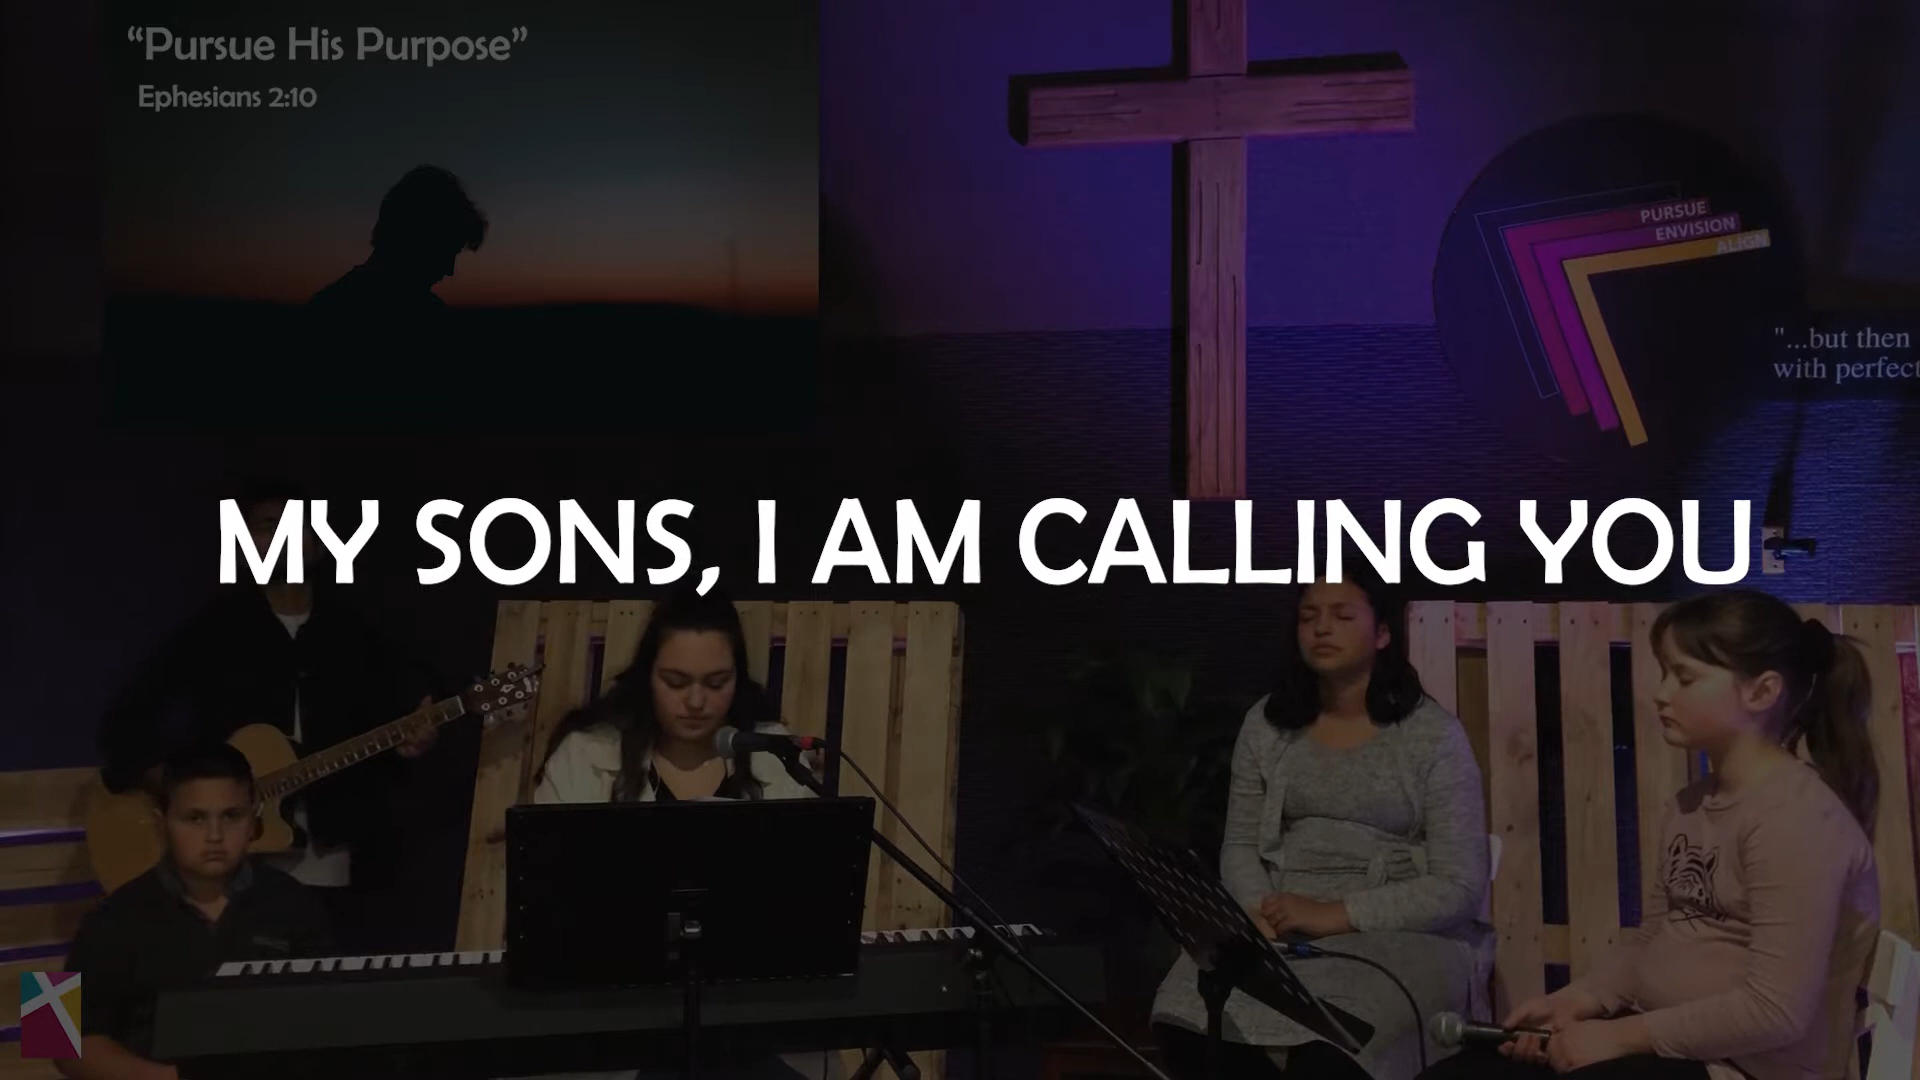 “Pursue His Purpose”
Ephesians 2:10
PURSUE
ENVISION
ALIGN
"...but then
with perfect
MY SONS, I AM CALLING YOU